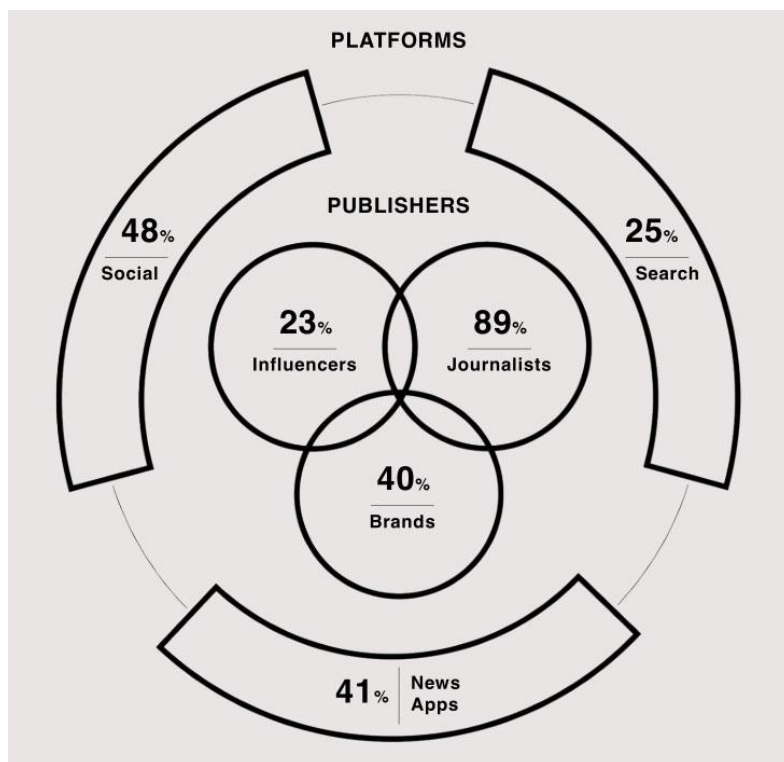 PLATFORMS
PUBLISHERS
48%
Social
25%
Search
23%
Influencers
89%
Journalists
40%
Brands
41%
News
Apps